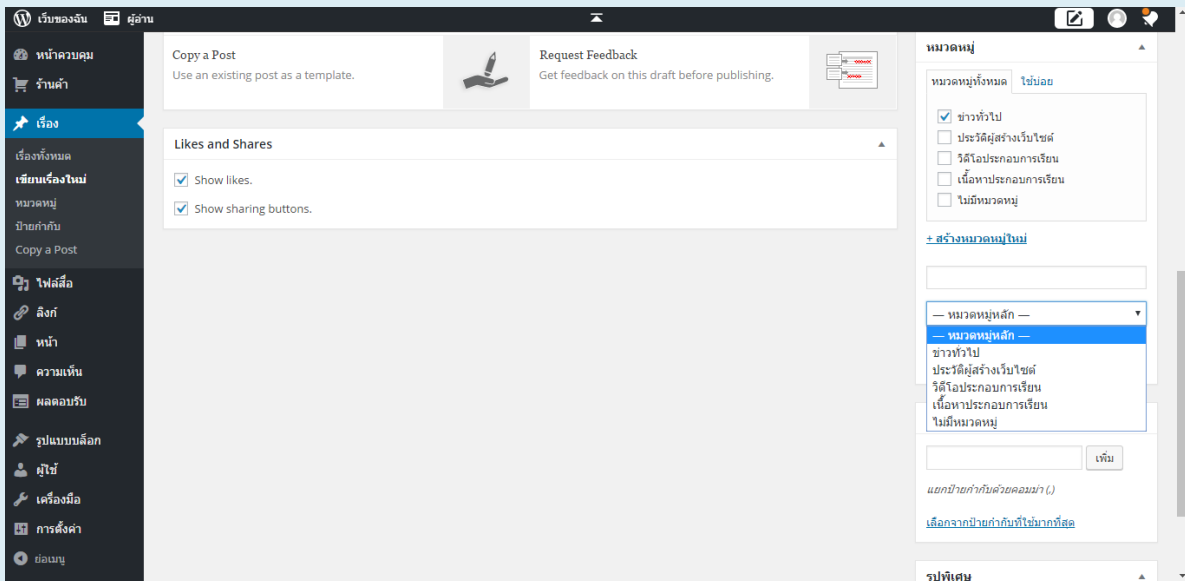 เว็บของฉัน ผู้อ่าน
หน้าควบคุม
ร้านค้า
เรื่อง
เรื่องทั้งหมด
เขียนเรื่องใหม่
หมวดหมู่
ป้ายกำกับ
Copy a Post
ไฟล์สื่อ
ลิงก์
หน้า
ความเห็น
ผลตอบรับ
รูปแบบบล็อก
ผู้ใช้
เครื่องมือ
การตั้งค่า
ย่อเมนู
Copy a Post
Use an existing post as a template.
Request Feedback
Get feedback on this draft before publishing.
Likes and Shares
Show likes.
Show sharing buttons.
หมวดหมู่
หมวดหมู่ทั้งหมด ใช้บ่อย
ข่าวทั่วไป
ประวัติผู้สร้างเว็บไซต์
วิดีโอประกอบการเรียน
เนื้อหาประกอบการเรียน
ไม่มีหมวดหมู่
+ สร้างหมวดหมู่ใหม่
— หมวดหมู่หลัก —
— หมวดหมู่หลัก —
ข่าวทั่วไป
ประวัติผู้สร้างเว็บไซต์
วิดีโอประกอบการเรียน
เนื้อหาประกอบการเรียน
ไม่มีหมวดหมู่
เพิ่ม
แยกป้ายกำกับด้วยคอมม่า (,)
เลือกจากป้ายกำกับที่ใช้มากที่สุด
รูปพิเศษ